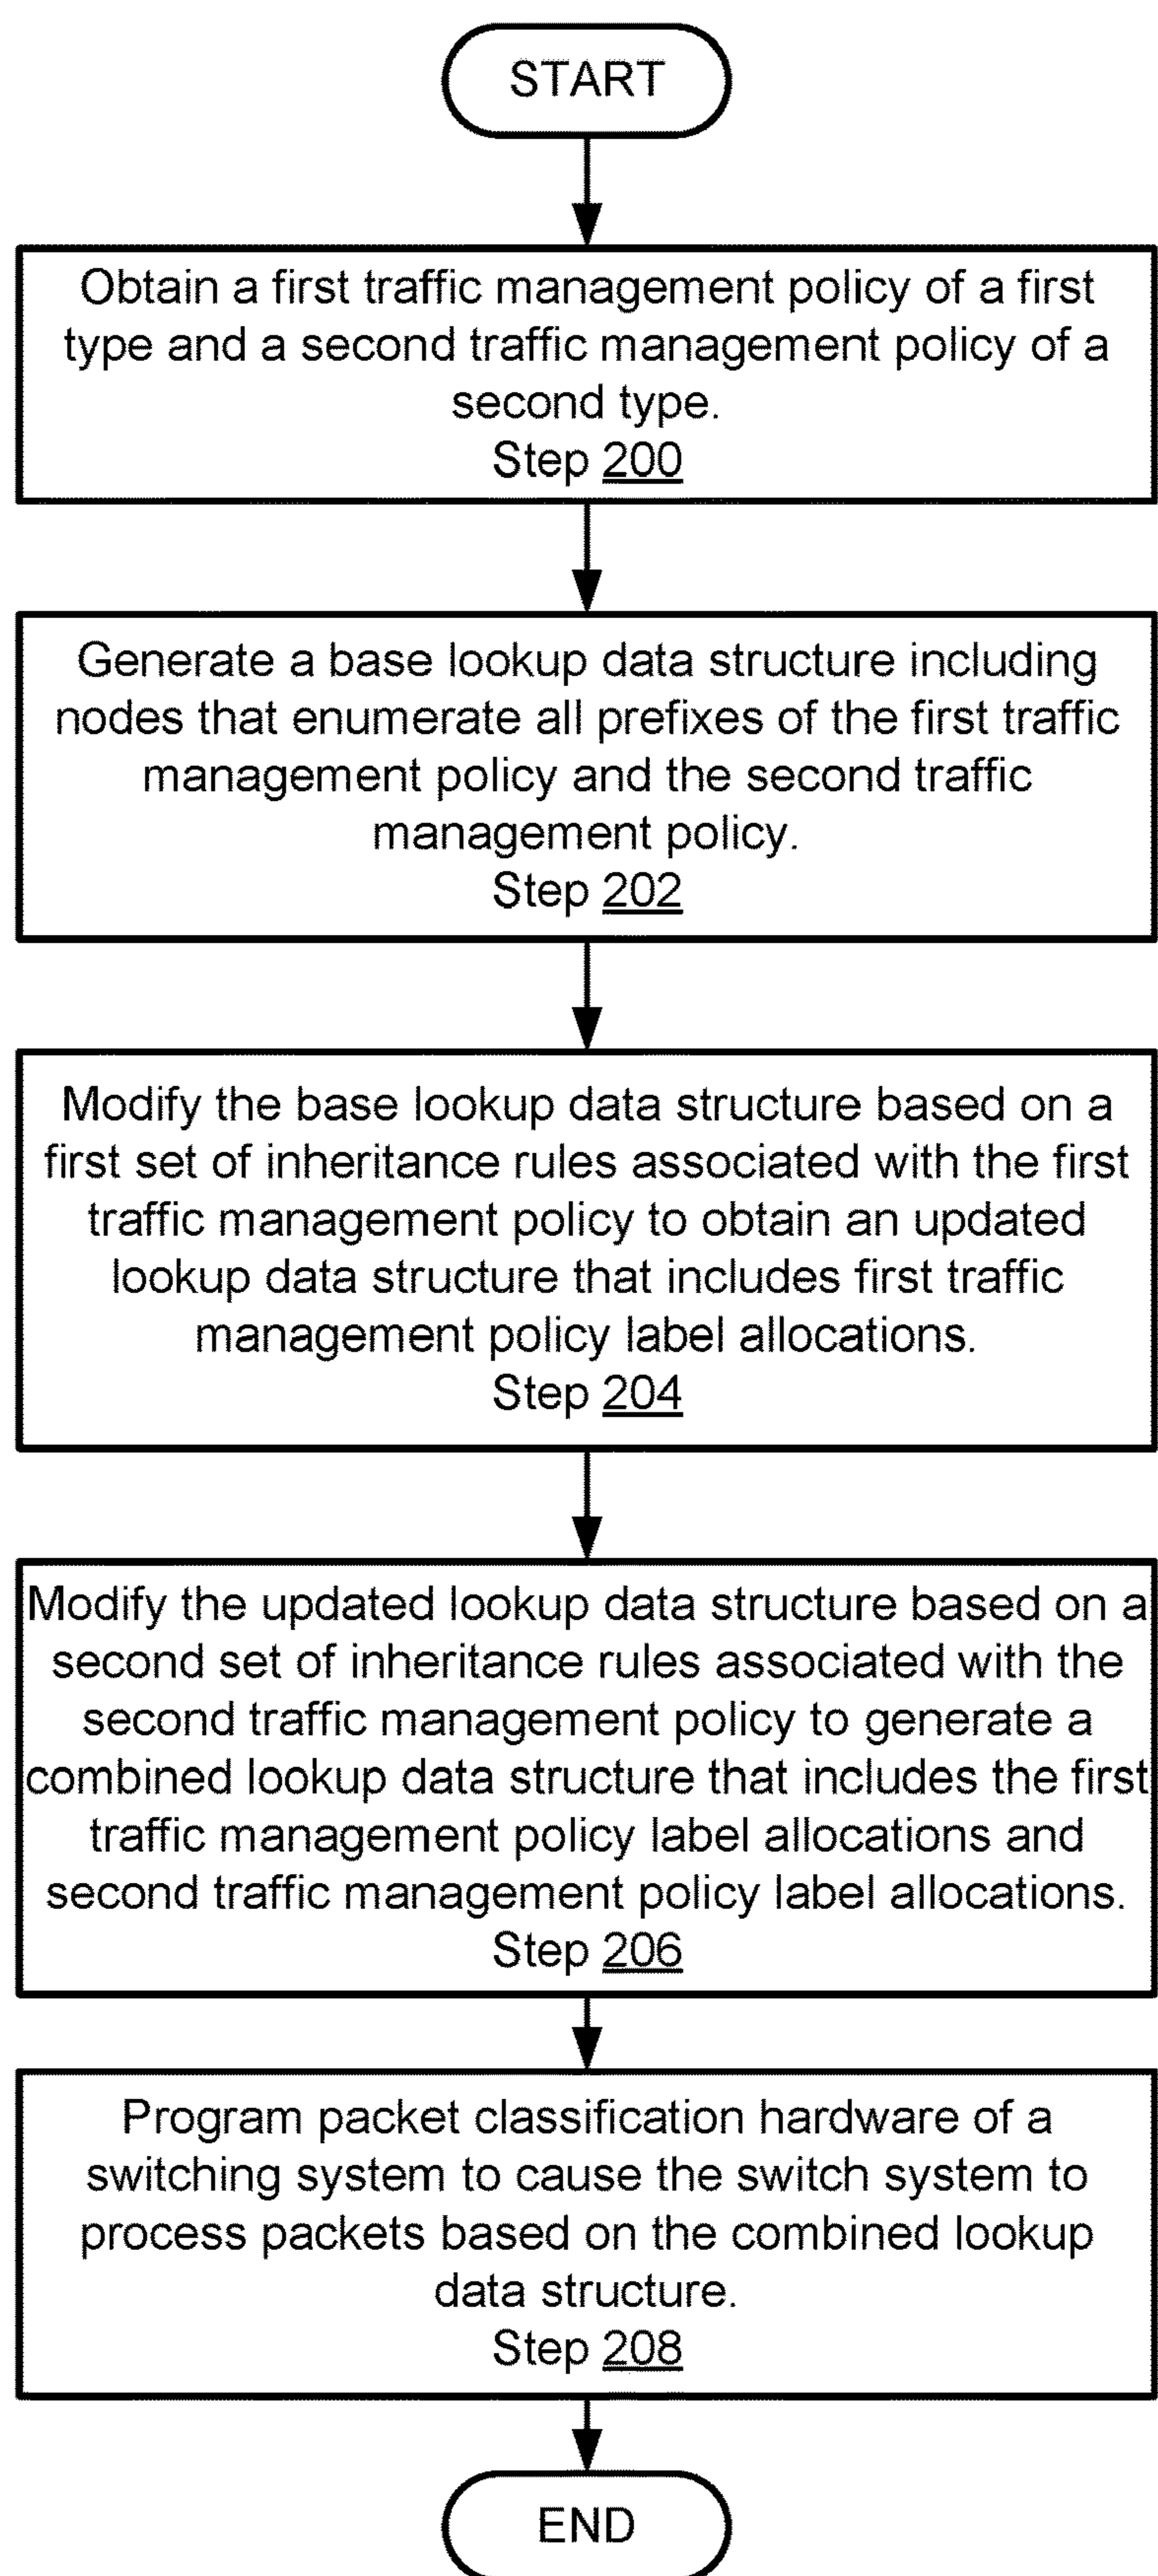 START
Obtain a first traffic management policy of a first
type and a second traffic management policy of a
second type.
Step 200
Generate a base lookup data structure including
nodes that enumerate all prefixes of the first traffic
management policy and the second traffic
management policy.
Step 202
Modify the base lookup data structure based on a
first set of inheritance rules associated with the first
traffic management policy to obtain an updated
lookup data structure that includes first traffic
management policy label allocations.
Step 204
Modify the updated lookup data structure based on a
second set of inheritance rules associated with the
second traffic management policy to generate a
combined lookup data structure that includes the first
traffic management policy label allocations and
second traffic management policy label allocations.
Step 206
Program packet classification hardware of a
switching system to cause the switch system to
process packets based on the combined lookup
data structure.
Step 208
END